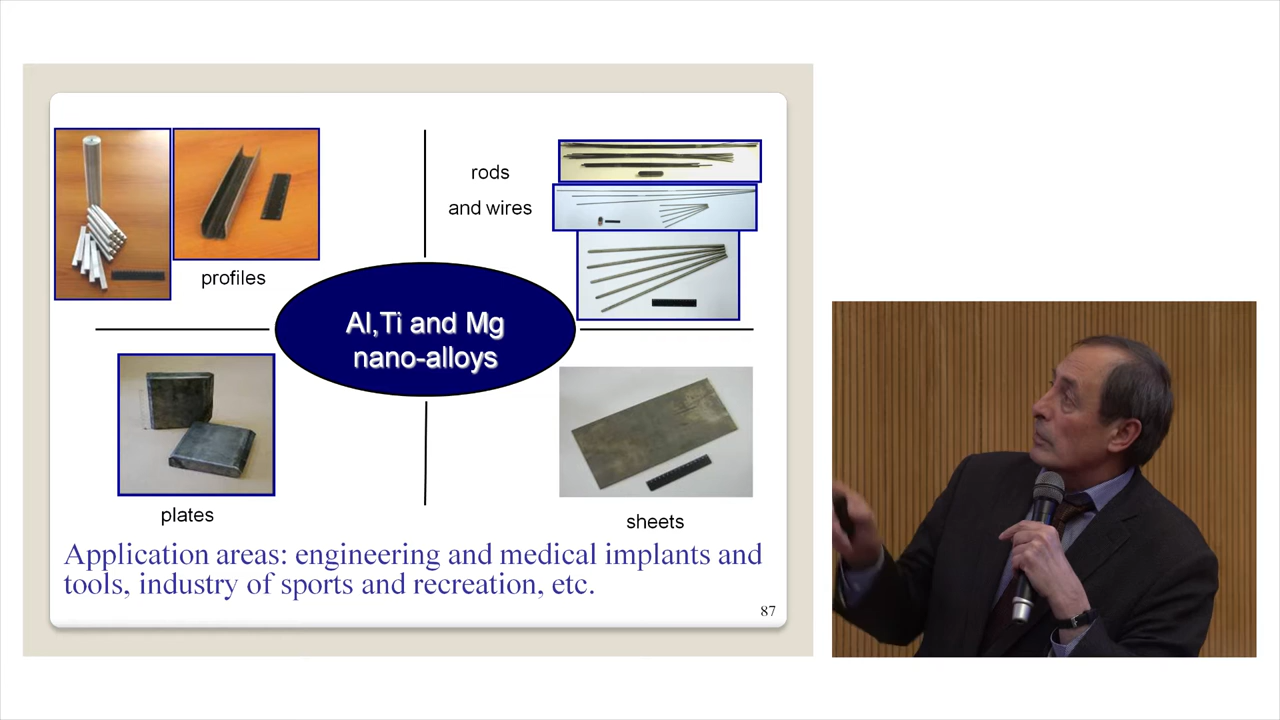 profiles
rods
and wires
Al,Ti and Mg
nano-alloys
plates
sheets
Application areas: engineering and medical implants and
tools, industry of sports and recreation, etc.
87